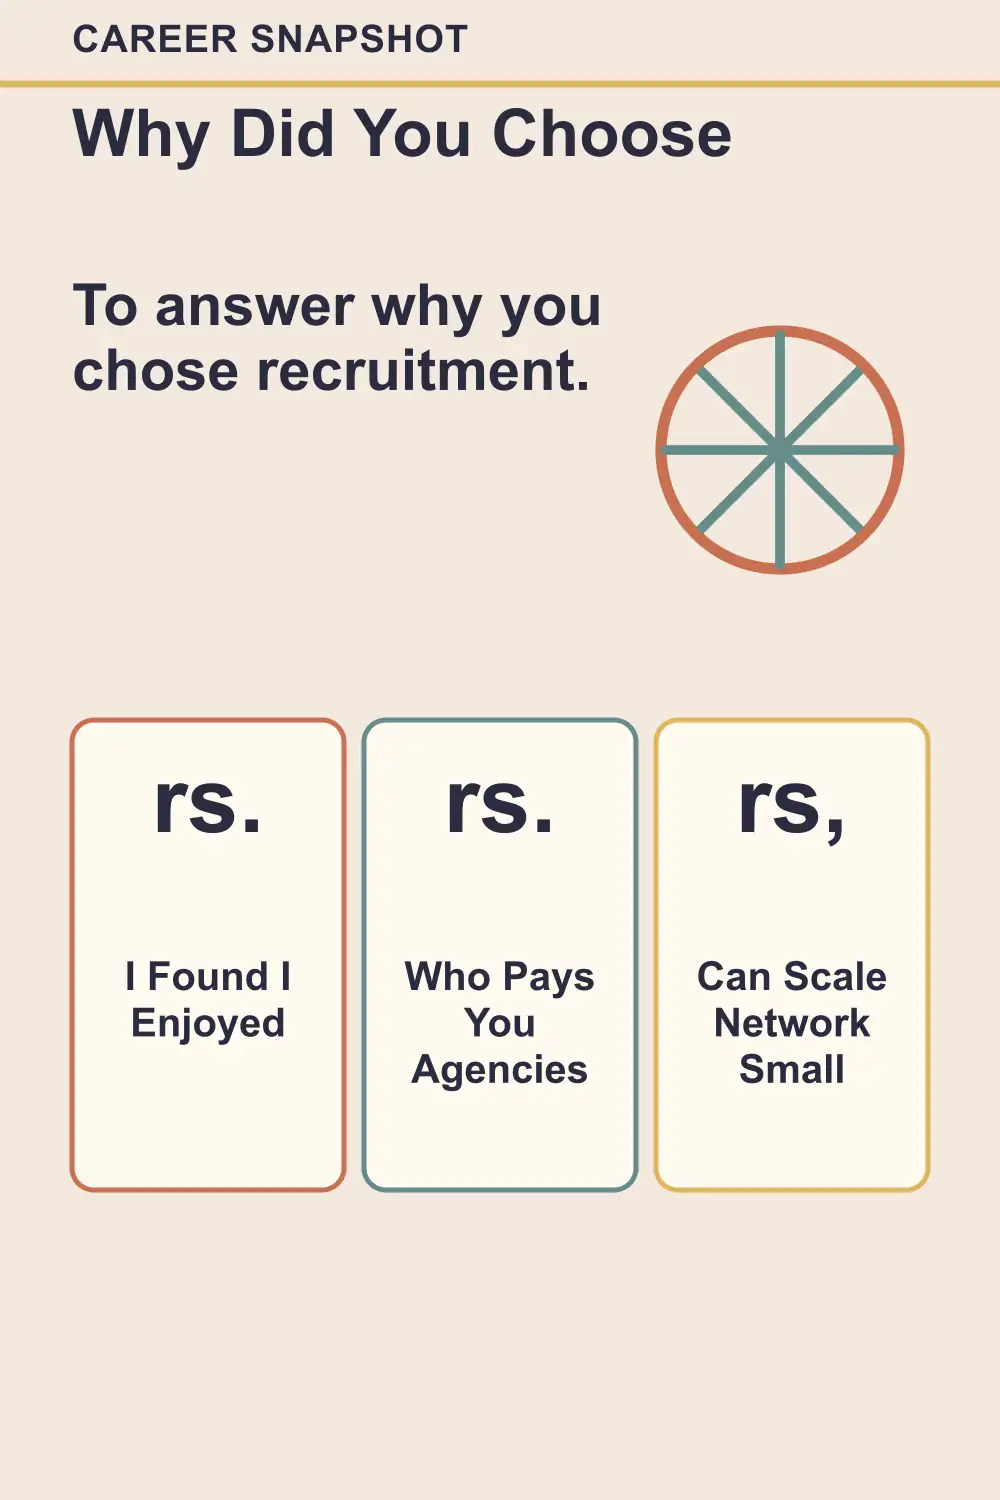 CAREER SNAPSHOT
Why Did You Choose
To answer why you
chose recruitment.
rs.
I Found I
Enjoyed
rs.
Who Pays
You
Agencies
rs,
Can Scale
Network
Small